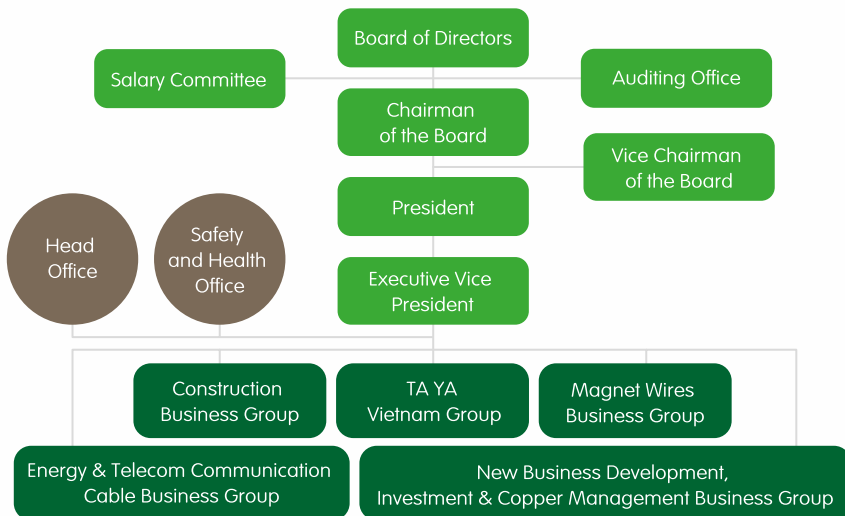 Board of Directors
Salary Committee
Auditing Office
Chairman
of the Board
Vice Chairman
of the Board
President
Head
Office
Safety
and Health
Office
Executive Vice
President
Construction
Business Group
TA YA
Vietnam Group
Magnet Wires
Business Group
Energy & Telecom Communication
Cable Business Group
New Business Development,
Investment & Copper Management Business Group